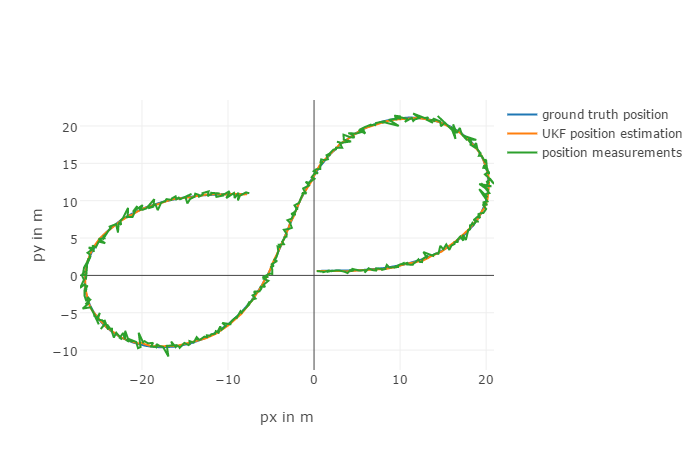 ground truth position
UKF position estimation
position measurements
20
15
10
5
0
−5
−10
py in m
−20
−10
0
10
20
px in m